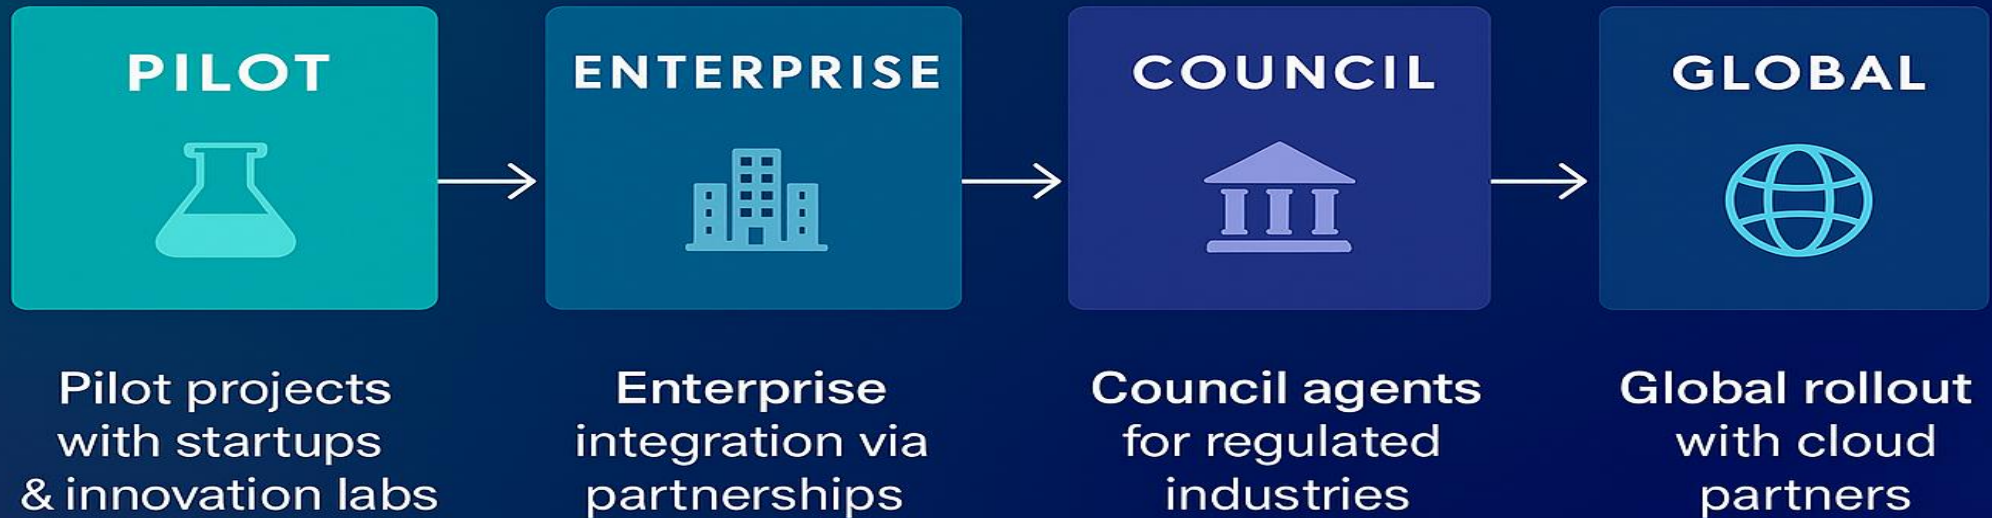 PILOT
ENTERPRISE
COUNCIL
GLOBAL
Pilot projects
with startups
& innovation labs
Enterprise
integration via
partnerships
Council agents
for regulated
industries
Global rollout
with cloud
partners